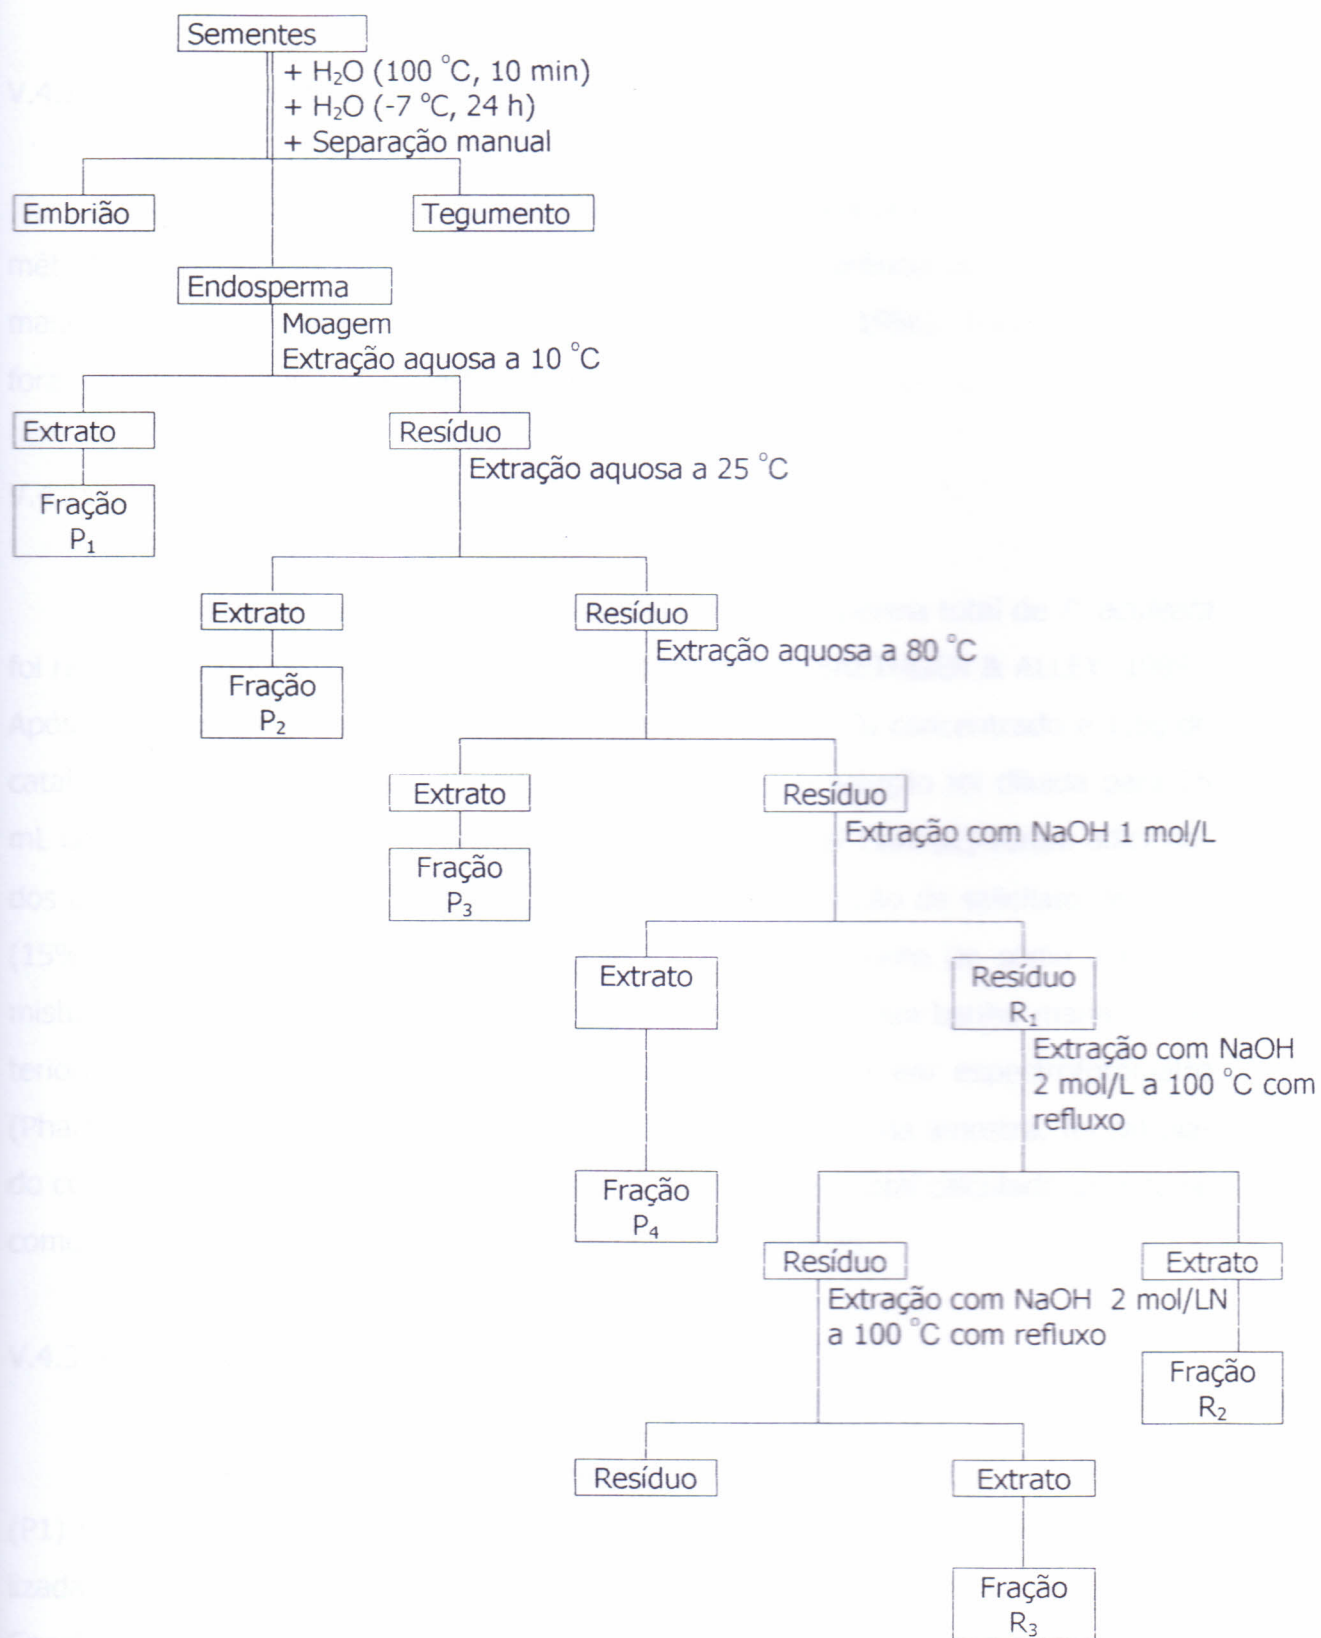 Sementes
+ H₂O (100 °C, 10 min)
+ H₂O (-7 °C, 24 h)
+ Separação manual
Embrião
Tegumento
Endosperma
Moagem
Extração aquosa a 10 °C
Extrato
Resíduo
Extração aquosa a 25 °C
Fração
P₁
Extrato
Resíduo
Extração aquosa a 80 °C
Fração
P₂
Extrato
Resíduo
Extração com NaOH 1 mol/L
Fração
P₃
Extrato
Resíduo
R₁
Extração com NaOH
2 mol/L a 100 °C com
refluxo
Fração
P₄
Resíduo
Extrato
Extração com NaOH 2 mol/LN
a 100 °C com refluxo
Fração
R₂
Resíduo
Extrato
Fração
R₃